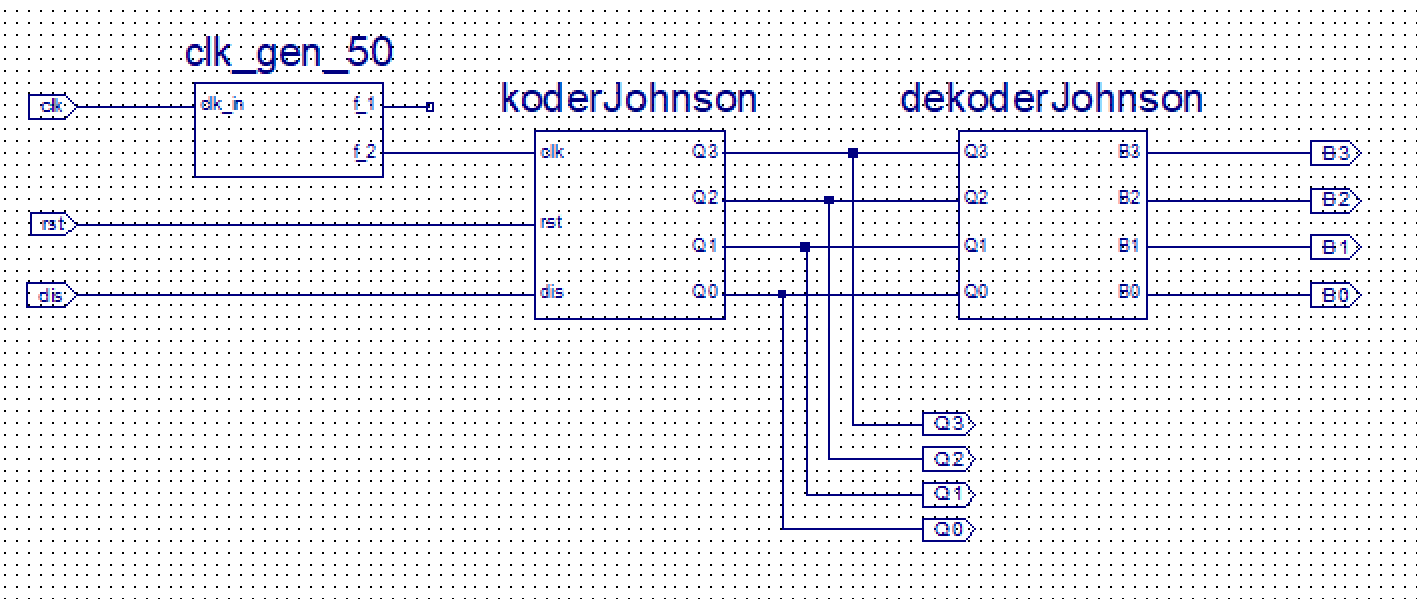 clk_gen_50
koderJohnson
dekoderJohnson
clk
clk_in
f_1
f_2
clk
Q3
Q3
B3
B3
Q2
Q2
B2
B2
rst
rst
Q1
Q1
B1
B1
dis
dis
Q0
Q0
B0
B0
Q3
Q2
Q1
Q0